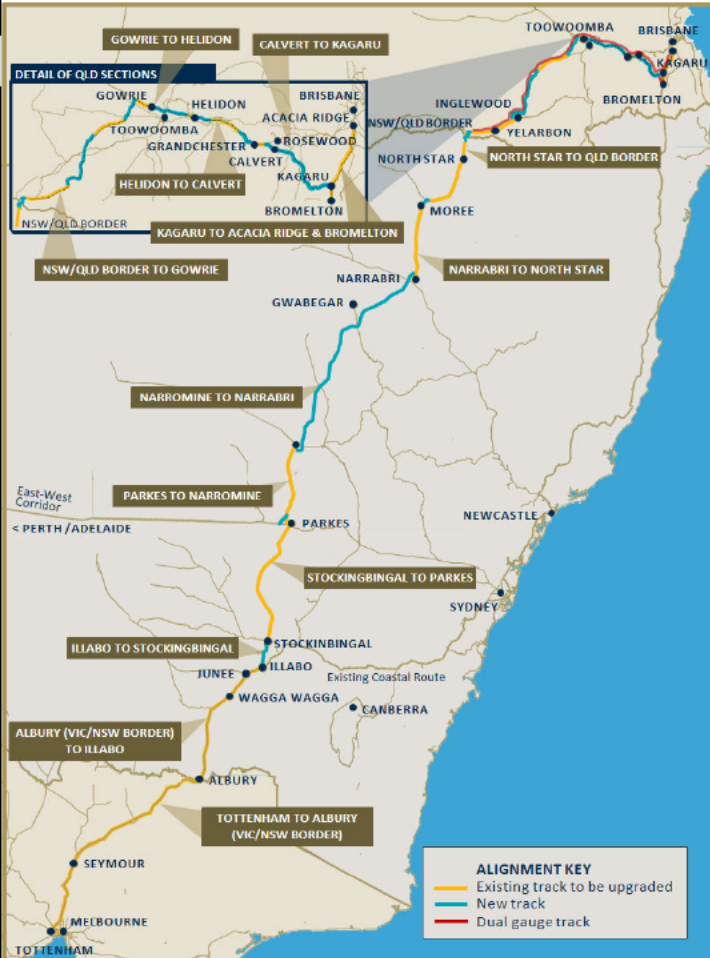 GOWRIE TO HELIDON
CALVERT TO KAGARU
TOOWOOMBA
BRISBANE
KAGARU
BROMELTON
DETAIL OF QLD SECTIONS
GOWRIE
HELIDON
BRISBANE
ACACIA RIDGE
TOOWOOMBA
GRANDCHESTER
ROSEWOOD
CALVERT
HELIDON TO CALVERT
KAGARU
BROMELTON
NSW/QLD BORDER
KAGARU TO ACACIA RIDGE & BROMELTON
NSW/QLD BORDER TO GOWRIE
INGLEWOOD
NSW/QLD BORDER
YELARBON
NORTH STAR
NORTH STAR TO QLD BORDER
MOREE
NARRABRI
NARRABRI TO NORTH STAR
GWABEGAR
NARROMINE TO NARRABRI
PARKES TO NARROMINE
East-West
Corridor
< PERTH /ADELAIDE
PARKES
NEWCASTLE
STOCKINGBINGAL TO PARKES
SYDNEY
ILLABO TO STOCKINGBINGAL
STOCKINBINGAL
JUNEE
ILLABO
Existing Coastal Route
WAGGA WAGGA
CANBERRA
ALBURY (VIC/NSW BORDER)
TO ILLABO
ALBURY
TOTTENHAM TO ALBURY
(VIC/NSW BORDER)
SEYMOUR
MELBOURNE
TOTTENHAM
ALIGNMENT KEY
Existing track to be upgraded
New track
Dual gauge track